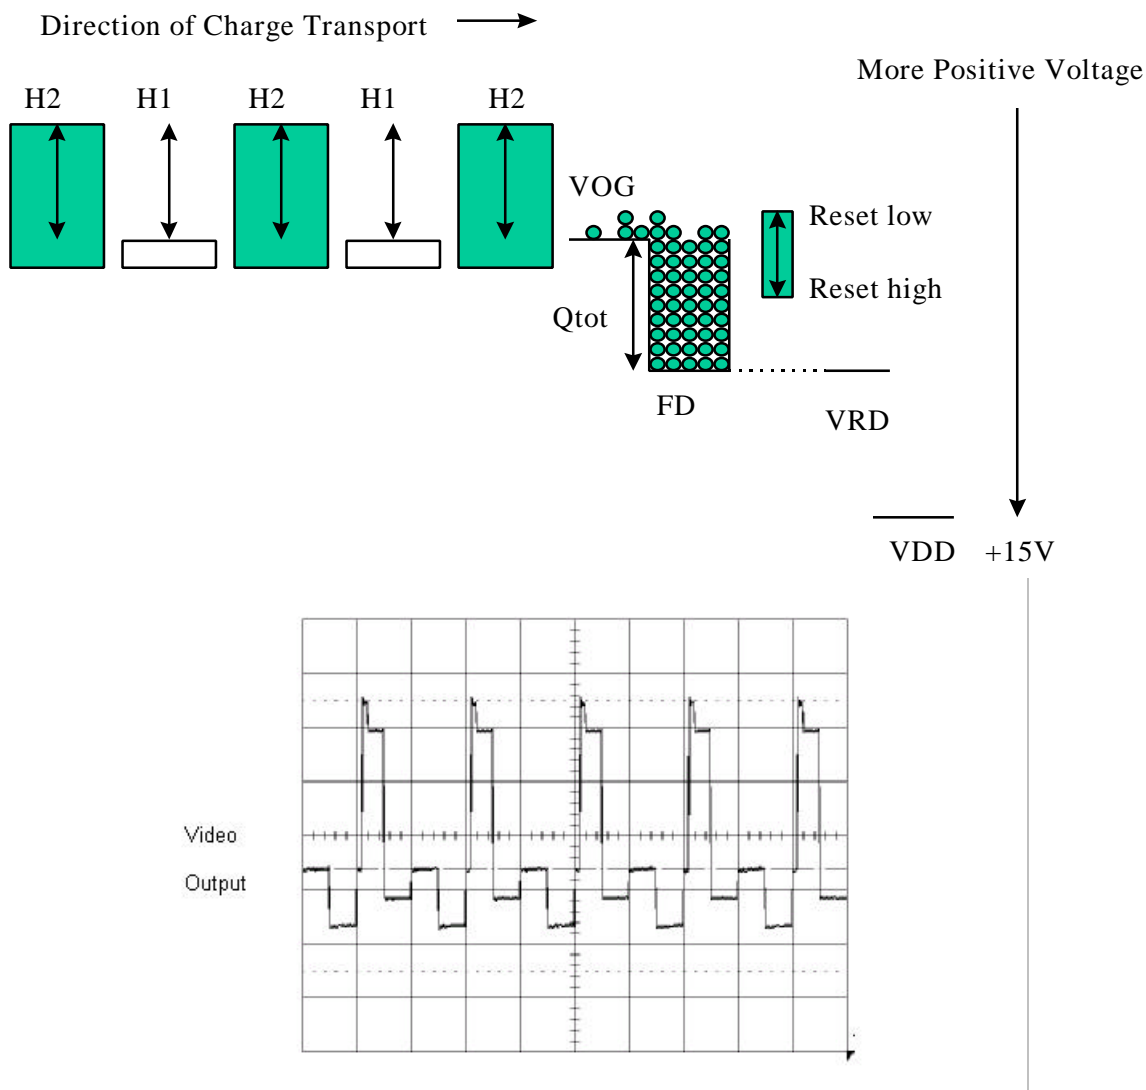 Direction of Charge Transport
More Positive Voltage
H2 H1 H2 H1 H2
VOG
Reset low
Reset high
Qtot
FD
VRD
VDD +15V
Video
Output